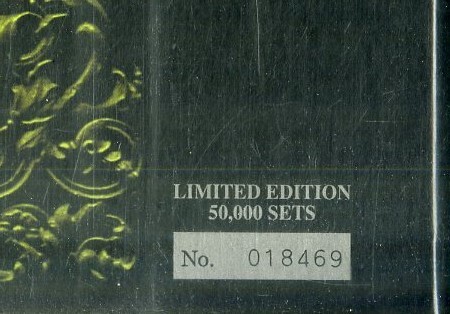 LIMITED EDITION
50,000 SETS
No. 018469